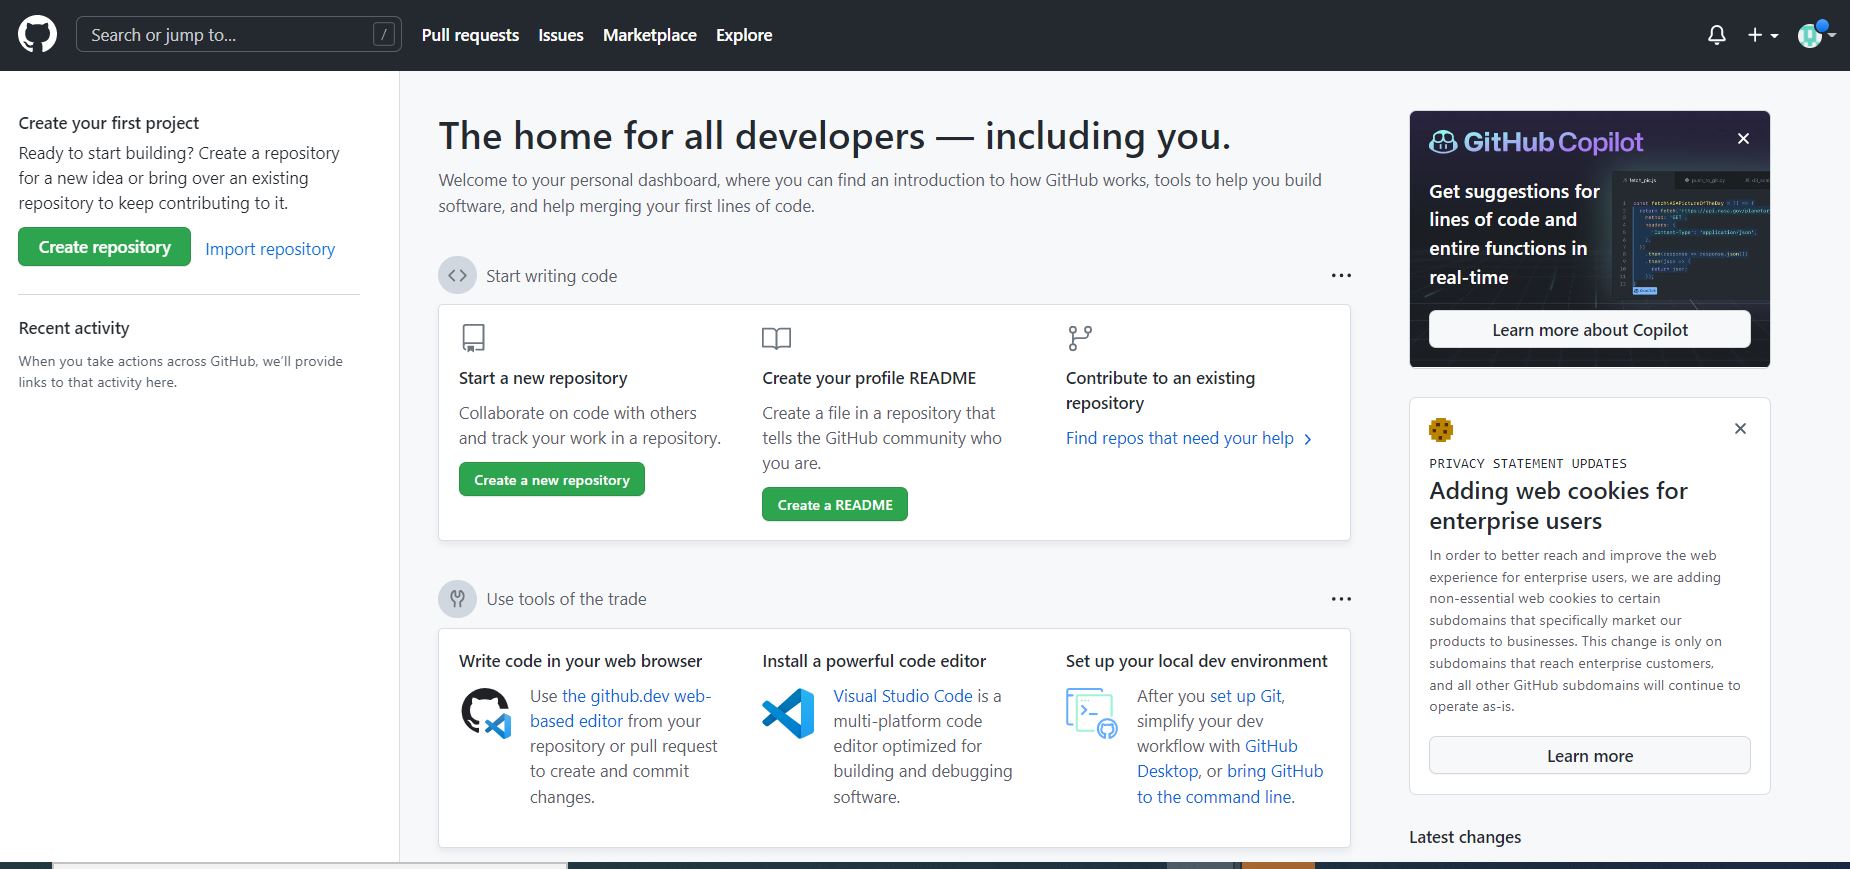 Search or jump to...
/
Pull requests
Issues
Marketplace
Explore
Create your first project
Ready to start building? Create a repository
for a new idea or bring over an existing
repository to keep contributing to it.
Create repository
Import repository
Recent activity
When you take actions across GitHub, we'll provide
links to that activity here.
The home for all developers — including you.
Welcome to your personal dashboard, where you can find an introduction to how GitHub works, tools to help you build
software, and help merging your first lines of code.
Start writing code
Start a new repository
Collaborate on code with others
and track your work in a repository.
Create a new repository
Create your profile README
Create a file in a repository that
tells the GitHub community who
you are.
Create a README
Contribute to an existing
repository
Find repos that need your help
Use tools of the trade
Write code in your web browser
Use the github.dev web-
based editor from your
repository or pull request
to create and commit
changes.
Install a powerful code editor
Visual Studio Code is a
multi-platform code
editor optimized for
building and debugging
software.
Set up your local dev environment
After you set up Git,
simplify your dev
workflow with GitHub
Desktop, or bring GitHub
to the command line.
GitHub Copilot
Get suggestions for
lines of code and
entire functions in
real-time
Learn more about Copilot
PRIVACY STATEMENT UPDATES
Adding web cookies for
enterprise users
In order to better reach and improve the web
experience for enterprise users, we are adding
non-essential web cookies to certain
subdomains that specifically market our
products to businesses. This change is only on
subdomains that reach enterprise customers,
and all other GitHub subdomains will continue to
operate as-is.
Learn more
Latest changes